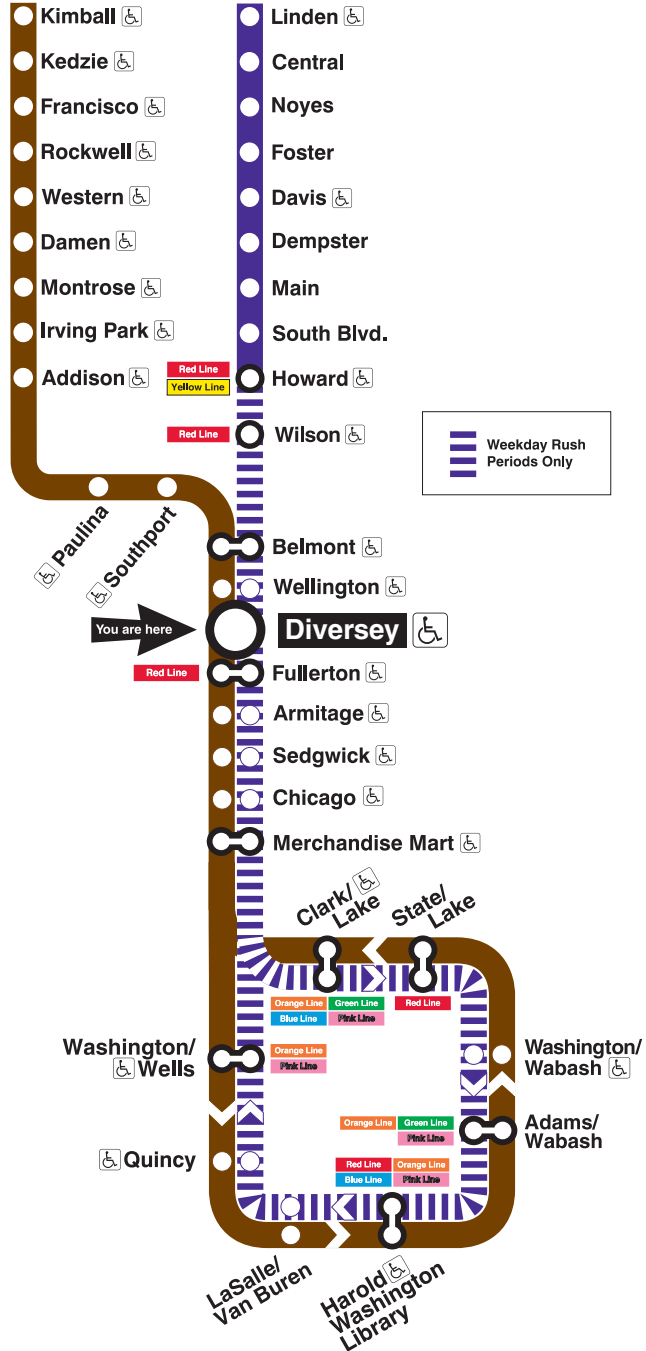 Kimball
Kedzie
Francisco
Rockwell
Western
Damen
Montrose
Irving Park
Addison
Paulina
Southport
Linden
Central
Noyes
Foster
Davis
Dempster
Main
South Blvd.
Red Line
Yellow Line
Howard
Red Line
Wilson
Weekday Rush
Periods Only
Belmont
Wellington
You are here
Diversey
Red Line
Fullerton
Armitage
Sedgwick
Chicago
Merchandise Mart
Clark/
Lake
State/
Lake
Orange Line
Green Line
Red Line
Blue Line
Pink Line
Washington/
Wells
Orange Line
Pink Line
Washington/
Wabash
Orange Line
Green Line
Pink Line
Adams/
Wabash
Quincy
Red Line
Orange Line
Blue Line
Pink Line
LaSalle/
Van Buren
Harold
Washington
Library